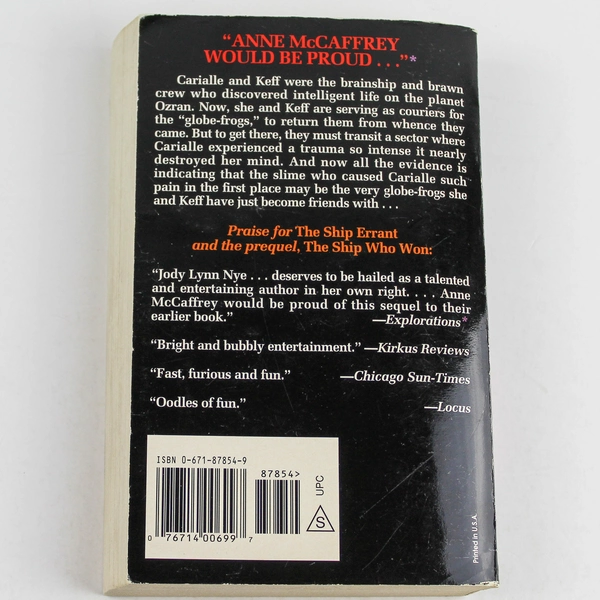 “ANNE McCAFFREY
WOULD BE PROUD . . .”*
Carialle and Keff were the brainship and brawn
crew who discovered intelligent life on the planet
Ozran. Now, she and Keff are serving as couriers for
the “globe-frogs,” to return them from whence they
came. But to get there, they must transit a sector where
Carialle experienced a trauma so intense it nearly
destroyed her mind. And now all the evidence is
indicating that the slime who caused Carialle such
pain in the first place may be the very globe-frogs she
and Keff have just become friends with . . .
Praise for The Ship Errant
and the prequel, The Ship Who Won:
“Jody Lynn Nye . . . deserves to be hailed as a talented
and entertaining author in her own right. . . . Anne
McCaffrey would be proud of this sequel to their
earlier book.” —Explorations*
“Bright and bubbly entertainment.” —Kirkus Reviews
“Fast, furious and fun.” —Chicago Sun-Times
“Oodles of fun.” —Locus
ISBN 0-671-87854-9
87854>
UPC
S
0 76714 00699 7
Printed in U.S.A.